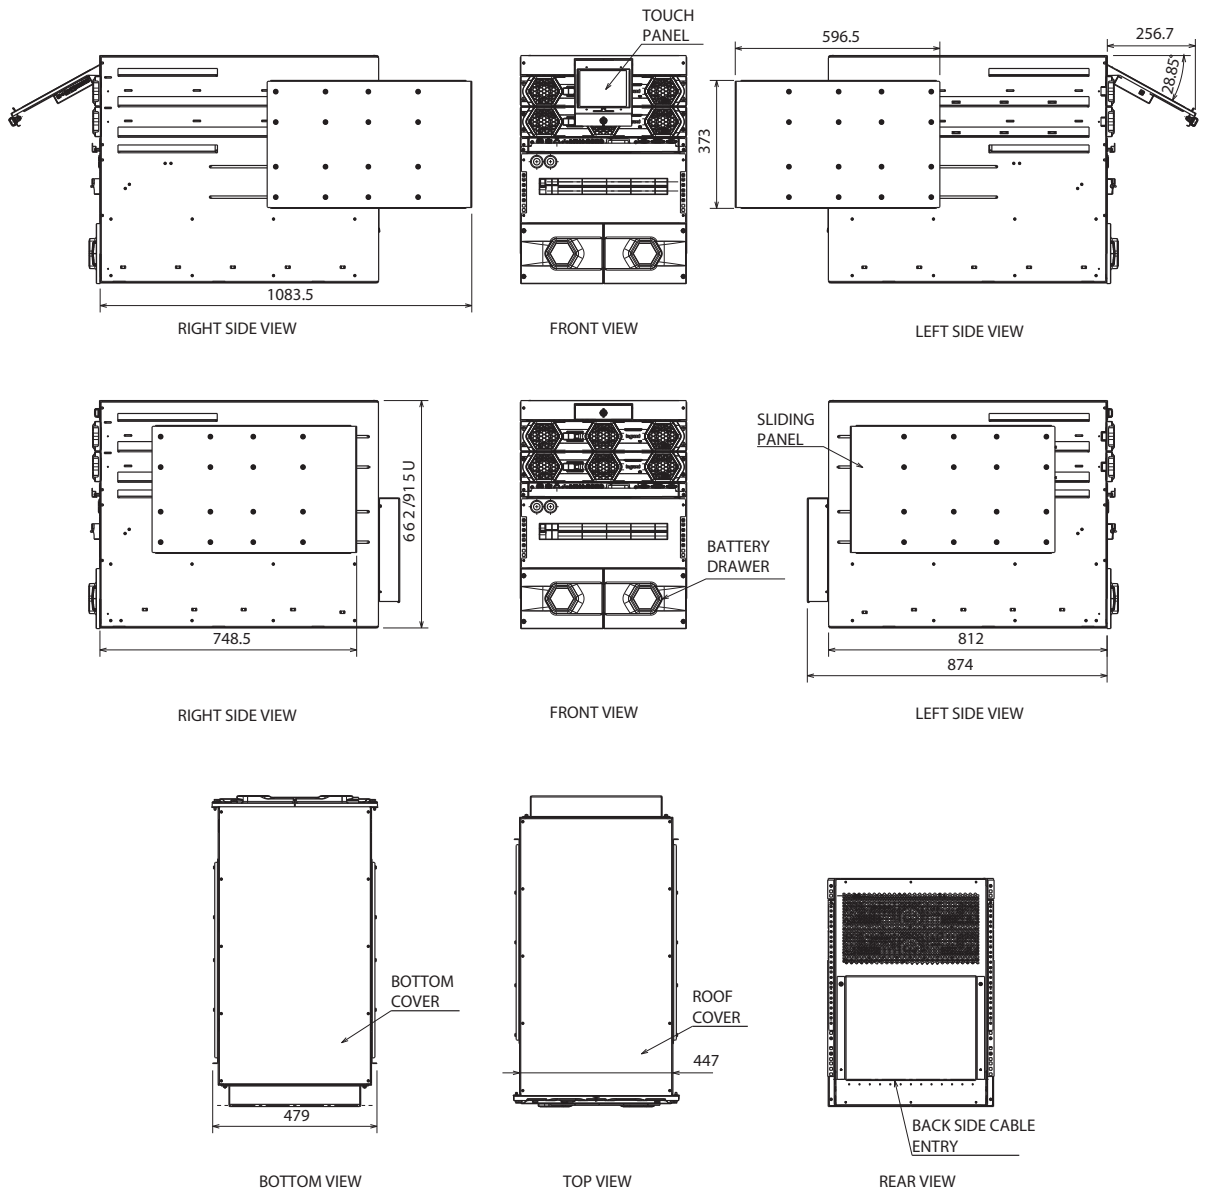 TOUCH
PANEL
596.5
256.7
28.85°
373
1083.5
RIGHT SIDE VIEW
FRONT VIEW
LEFT SIDE VIEW
662/915U
SLIDING
PANEL
BATTERY
DRAWER
748.5
812
874
RIGHT SIDE VIEW
FRONT VIEW
LEFT SIDE VIEW
BOTTOM
COVER
ROOF
COVER
447
479
BACK SIDE CABLE
ENTRY
BOTTOM VIEW
TOP VIEW
REAR VIEW